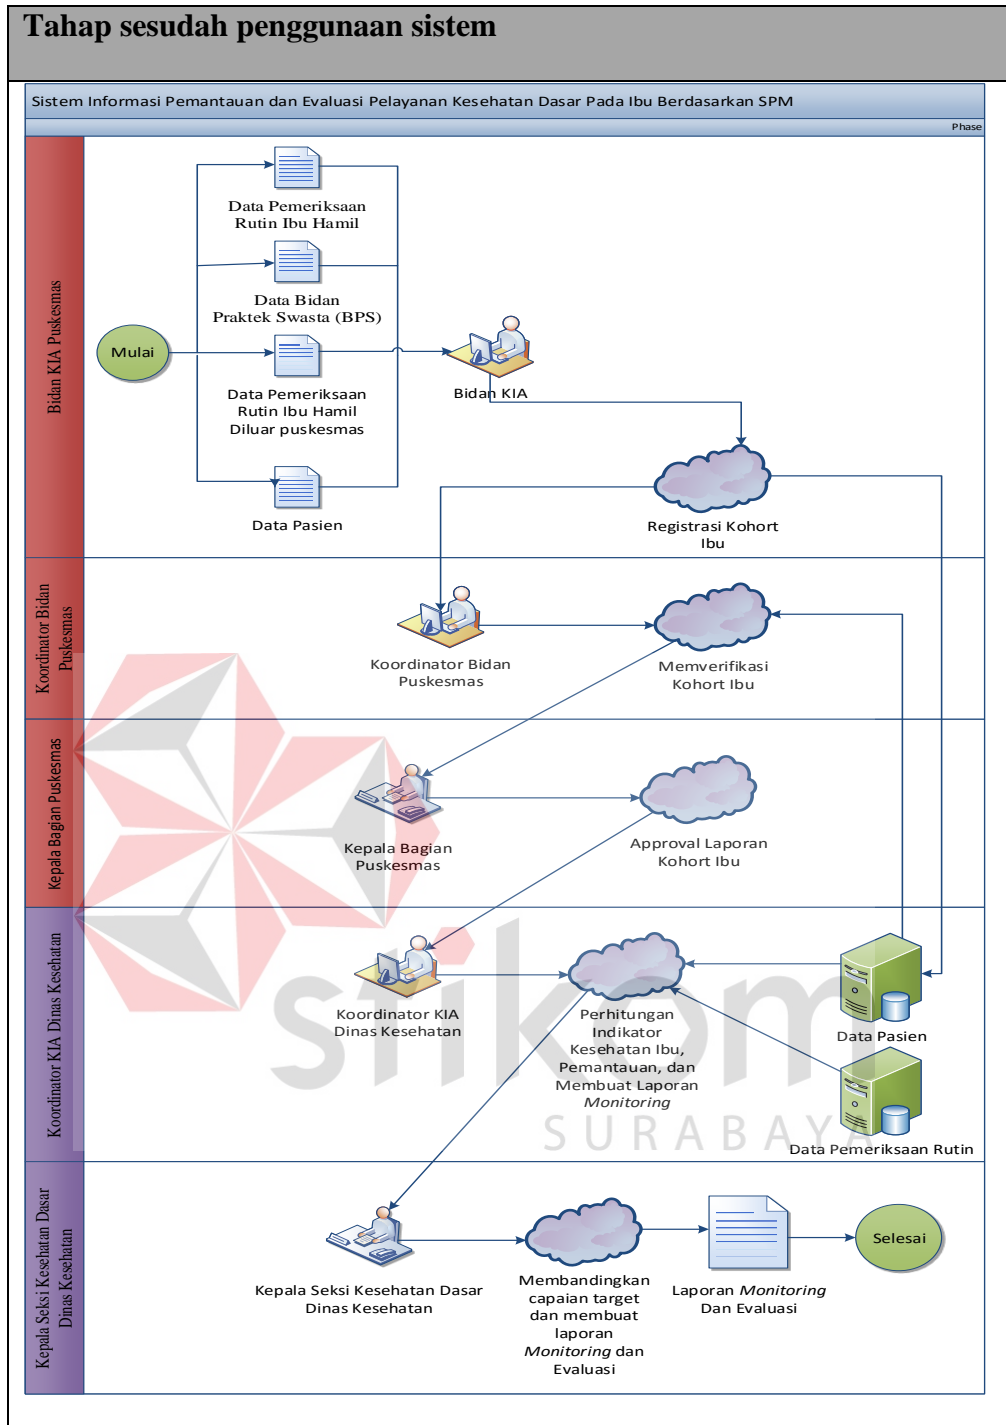 Tahap sesudah penggunaan sistem
Sistem Informasi Pemantauan dan Evaluasi Pelayanan Kesehatan Dasar Pada Ibu Berdasarkan SPM
Phase
Bidan KIA Puskesmas
Mulai
Data Pemeriksaan
Rutin Ibu Hamil
Data Bidan
Praktek Swasta (BPS)
Data Pemeriksaan
Rutin Ibu Hamil
Diluar puskesmas
Data Pasien
Bidan KIA
Registrasi Kohort
Ibu
Koordinator Bidan
Puskesmas
Koordinator Bidan
Puskesmas
Memverifikasi
Kohort Ibu
Kepala Bagian Puskesmas
Kepala Bagian
Puskesmas
Approval Laporan
Kohort Ibu
Koordinator KIA Dinas Kesehatan
Koordinator KIA
Dinas Kesehatan
Perhitungan
Indikator
Kesehatan Ibu,
Pemantauan, dan
Membuat Laporan
Monitoring
Data Pasien
Data Pemeriksaan Rutin
stikom
SURABAYA
Kepala Seksi Kesehatan Dasar
Dinas Kesehatan
Kepala Seksi Kesehatan Dasar
Dinas Kesehatan
Membandingkan
capaian target
dan membuat
laporan
Monitoring dan
Evaluasi
Laporan Monitoring
Dan Evaluasi
Selesai